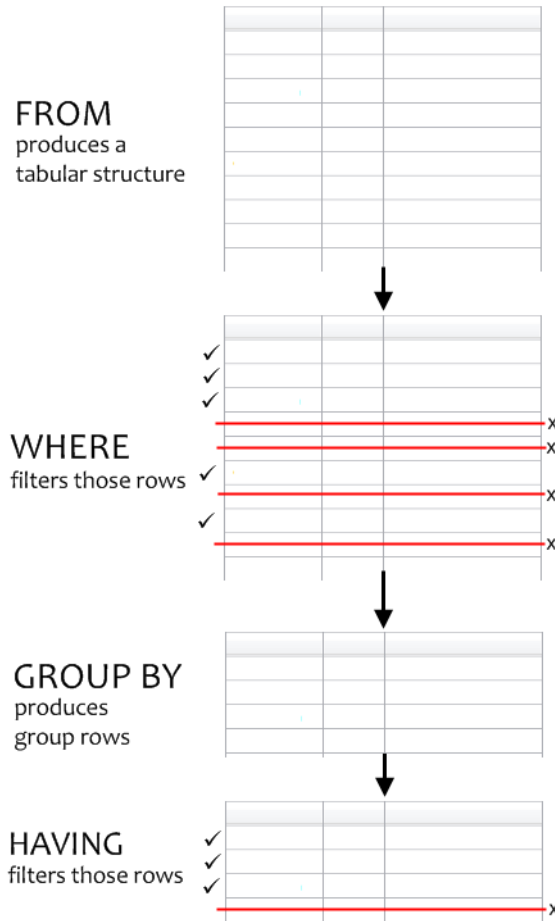 FROM
produces a
tabular structure
✓
✓
✓
x
x
WHERE
filters those rows
✓
x
✓
x
GROUP BY
produces
group rows
HAVING
filters those rows
✓
✓
✓
x